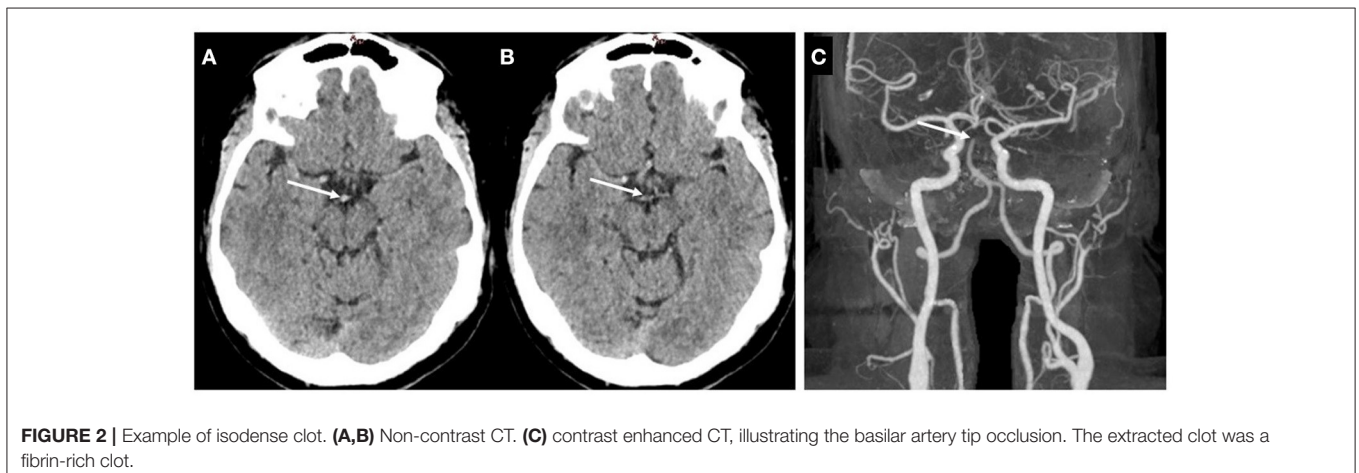 A
B
C
FIGURE 2 | Example of isodense clot. (A,B) Non-contrast CT. (C) contrast enhanced CT, illustrating the basilar artery tip occlusion. The extracted clot was a
fibrin-rich clot.